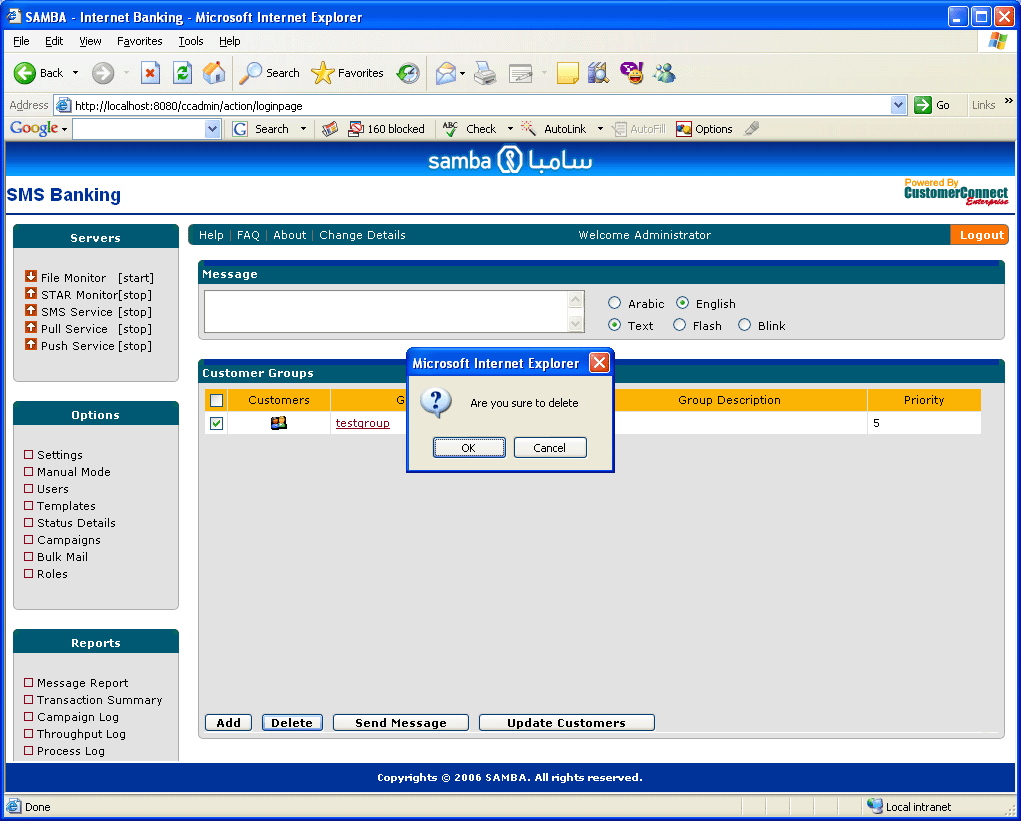 SAMBA - Internet Banking - Microsoft Internet Explorer
File Edit View Favorites Tools Help
Back Search Favorites
Address http://localhost:8080/ccadmin/action/loginpage Go Links »
Google Search 160 blocked Check AutoLink AutoFill Options
samba سامبا
SMS Banking
Powered By
CustomerConnect
Enterprise
Help | FAQ | About | Change Details Welcome Administrator Logout
Servers
File Monitor [start]
STAR Monitor[stop]
SMS Service [stop]
Pull Service [stop]
Push Service [stop]
Options
Settings
Manual Mode
Users
Templates
Status Details
Campaigns
Bulk Mail
Roles
Reports
Message Report
Transaction Summary
Campaign Log
Throughput Log
Process Log
Message
Arabic English
Text Flash Blink
Customer Groups
Customers G Group Description Priority
testgroup 5
Microsoft Internet Explorer
Are you sure to delete
OK Cancel
Add Delete Send Message Update Customers
Copyrights © 2006 SAMBA. All rights reserved.
Done Local intranet